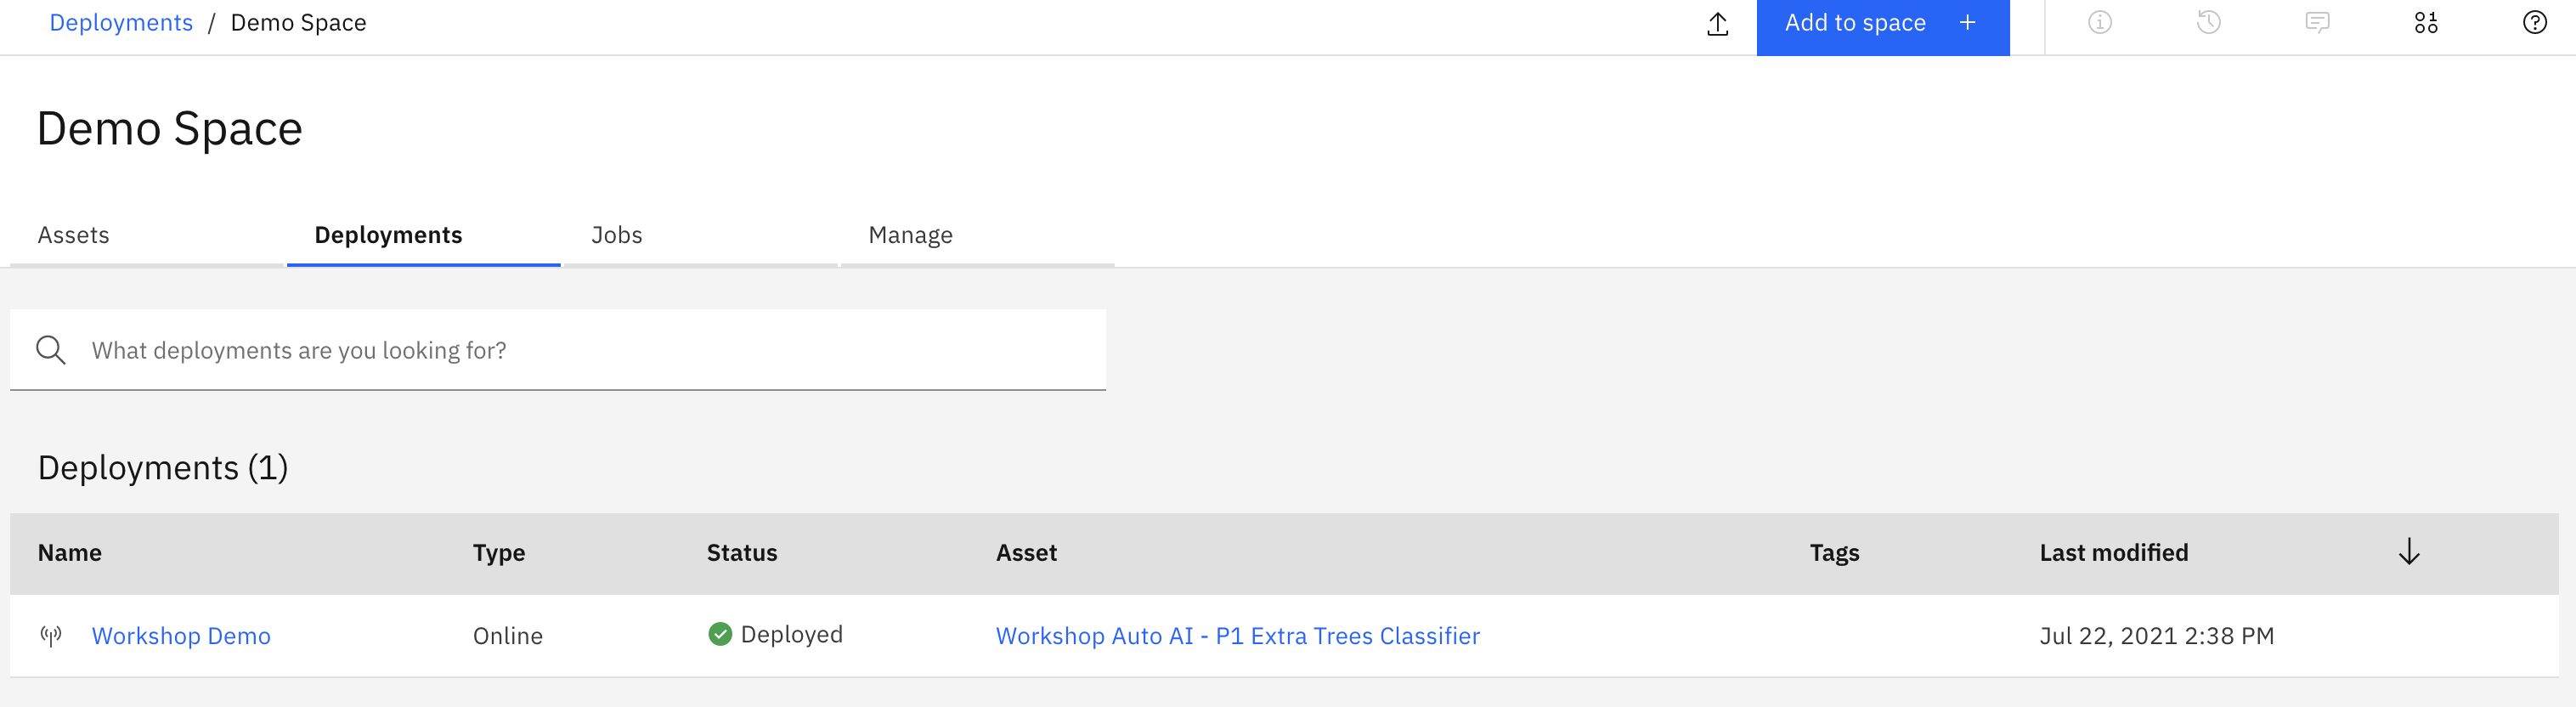 Deployments / Demo Space
Add to space +
Demo Space
Assets Deployments Jobs Manage
What deployments are you looking for?
Deployments (1)
Name Type Status Asset Tags Last modified
Workshop Demo Online Deployed Workshop Auto AI - P1 Extra Trees Classifier Jul 22, 2021 2:38 PM